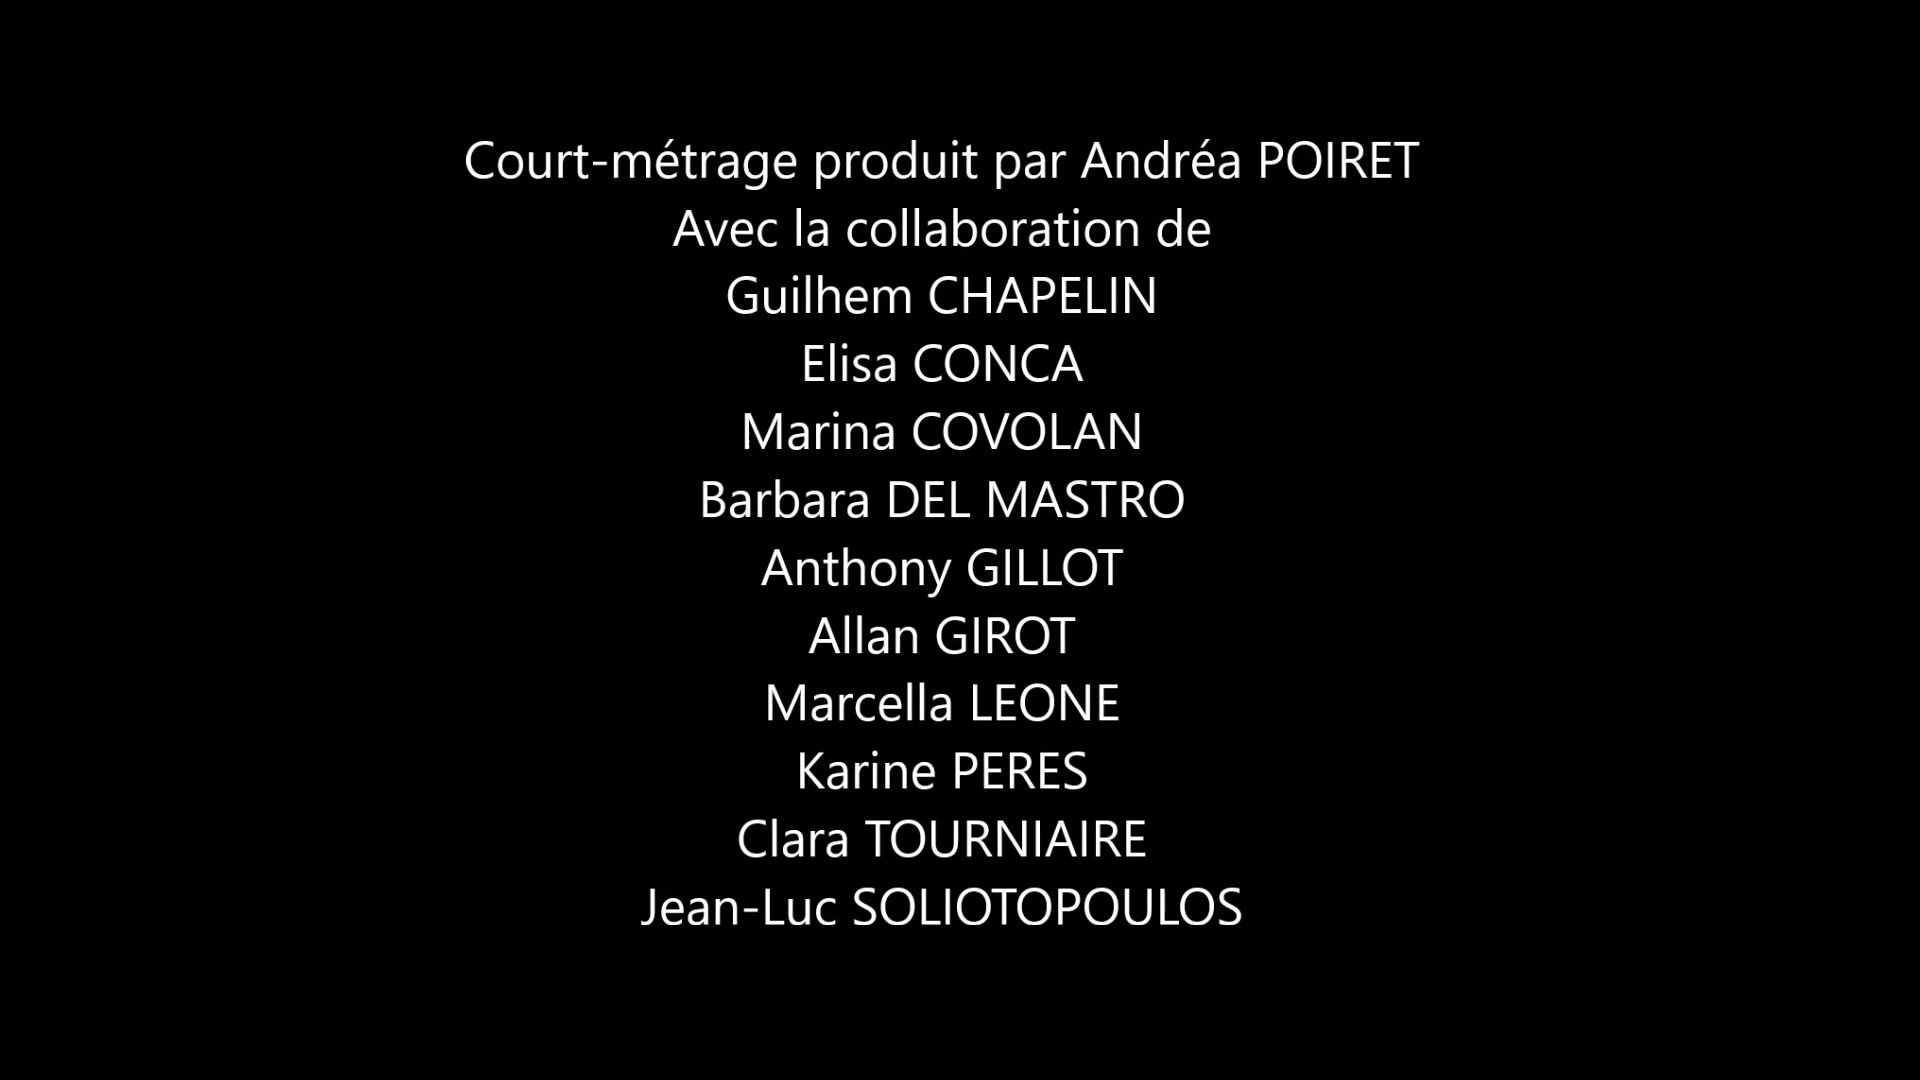 Court-métrage produit par Andréa POIRET
Avec la collaboration de
Guilhem CHAPELIN
Elisa CONCA
Marina COVOLAN
Barbara DEL MASTRO
Anthony GILLOT
Allan GIROT
Marcella LEONE
Karine PERES
Clara TOURNIAIRE
Jean-Luc SOLIOTOPOULOS